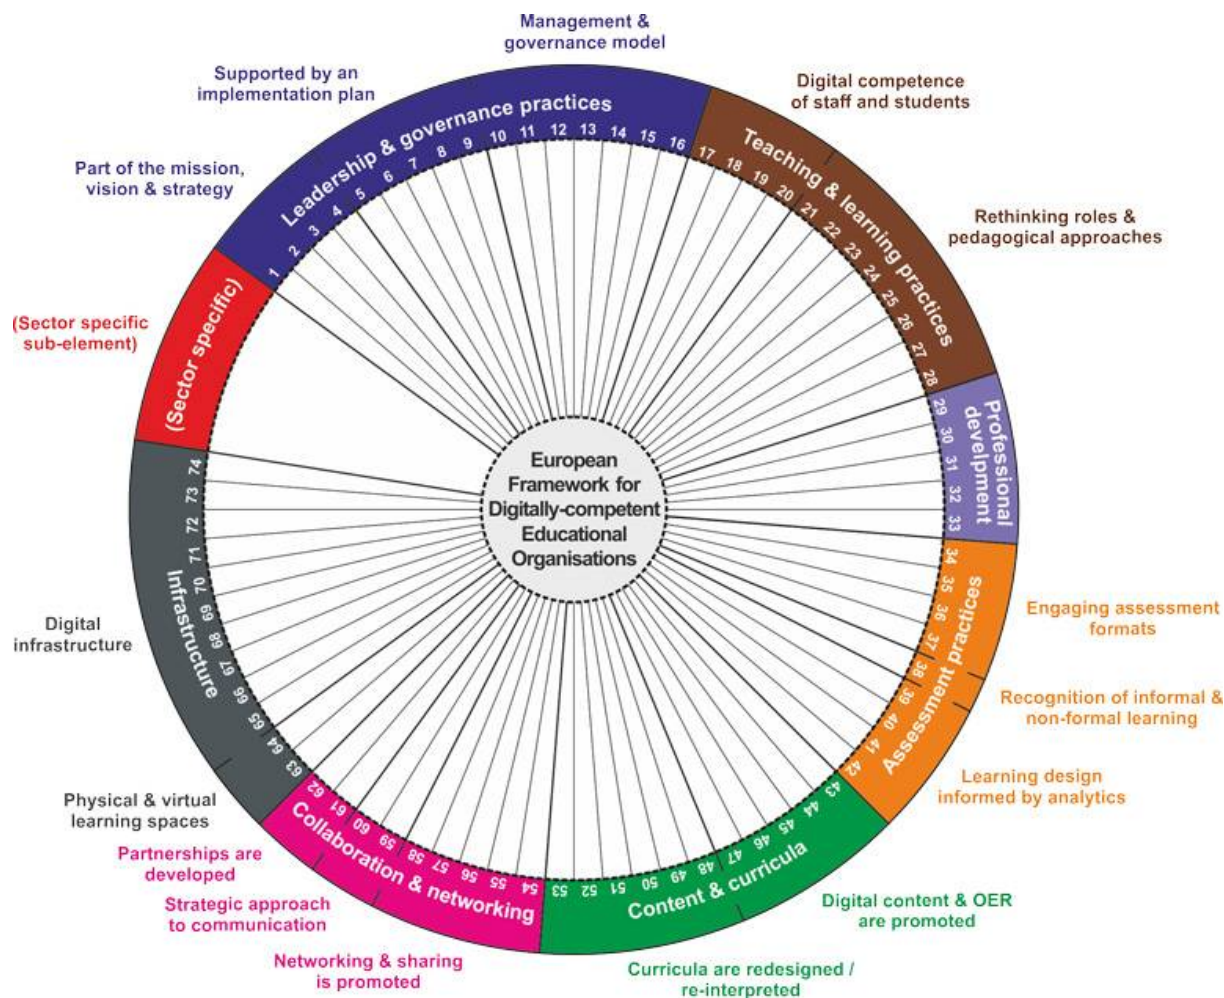 Management &
governance model
Supported by an
implementation plan
Digital competence
of staff and students
Part of the mission,
vision & strategy
Rethinking roles &
pedagogical approaches
(Sector specific
sub-element)
Leadership & governance practices
Teaching & learning practices
Professional
develpment
Assessment practices
Content & curricula
Collaboration & networking
Infrastructure
(Sector specific)
1
2
3
4
5
6
7
8
9
10
11
12
13
14
15
16
17
18
19
20
21
22
23
24
25
26
27
28
29
30
31
32
33
34
35
36
37
38
39
40
41
42
43
44
45
46
47
48
49
50
51
52
53
54
55
56
57
58
59
60
61
62
63
64
65
66
67
68
69
70
71
72
73
74
European
Framework for
Digitally-competent
Educational
Organisations
Engaging assessment
formats
Recognition of informal &
non-formal learning
Learning design
informed by analytics
Digital content & OER
are promoted
Curricula are redesigned /
re-interpreted
Networking & sharing
is promoted
Strategic approach
to communication
Partnerships are
developed
Physical & virtual
learning spaces
Digital
infrastructure